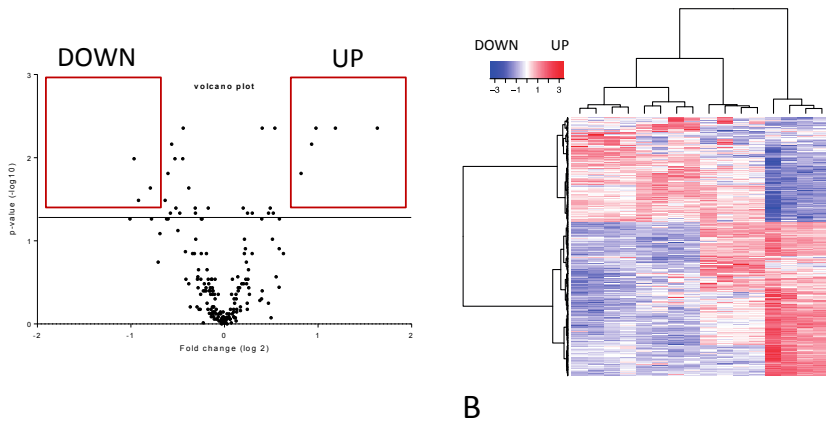 DOWN UP
volcano plot
3
2
1
0
-2 -1 0 1 2
p-value (-log10)
Fold change (log 2)
DOWN UP
−3 −1 1 3
B